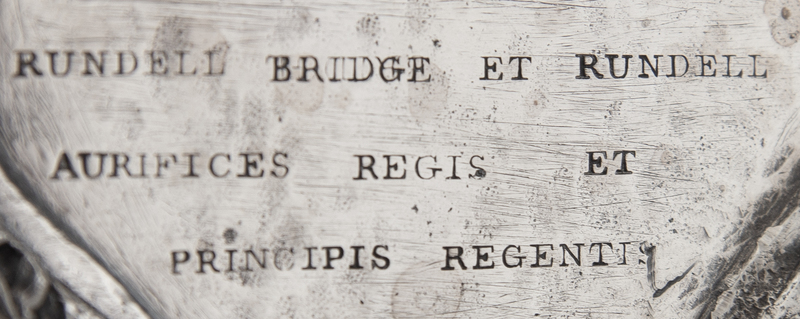 RUNDELL BRIDGE ET RUNDELL
AURIFICES REGIS ET
PRINCIPIS REGENTIS